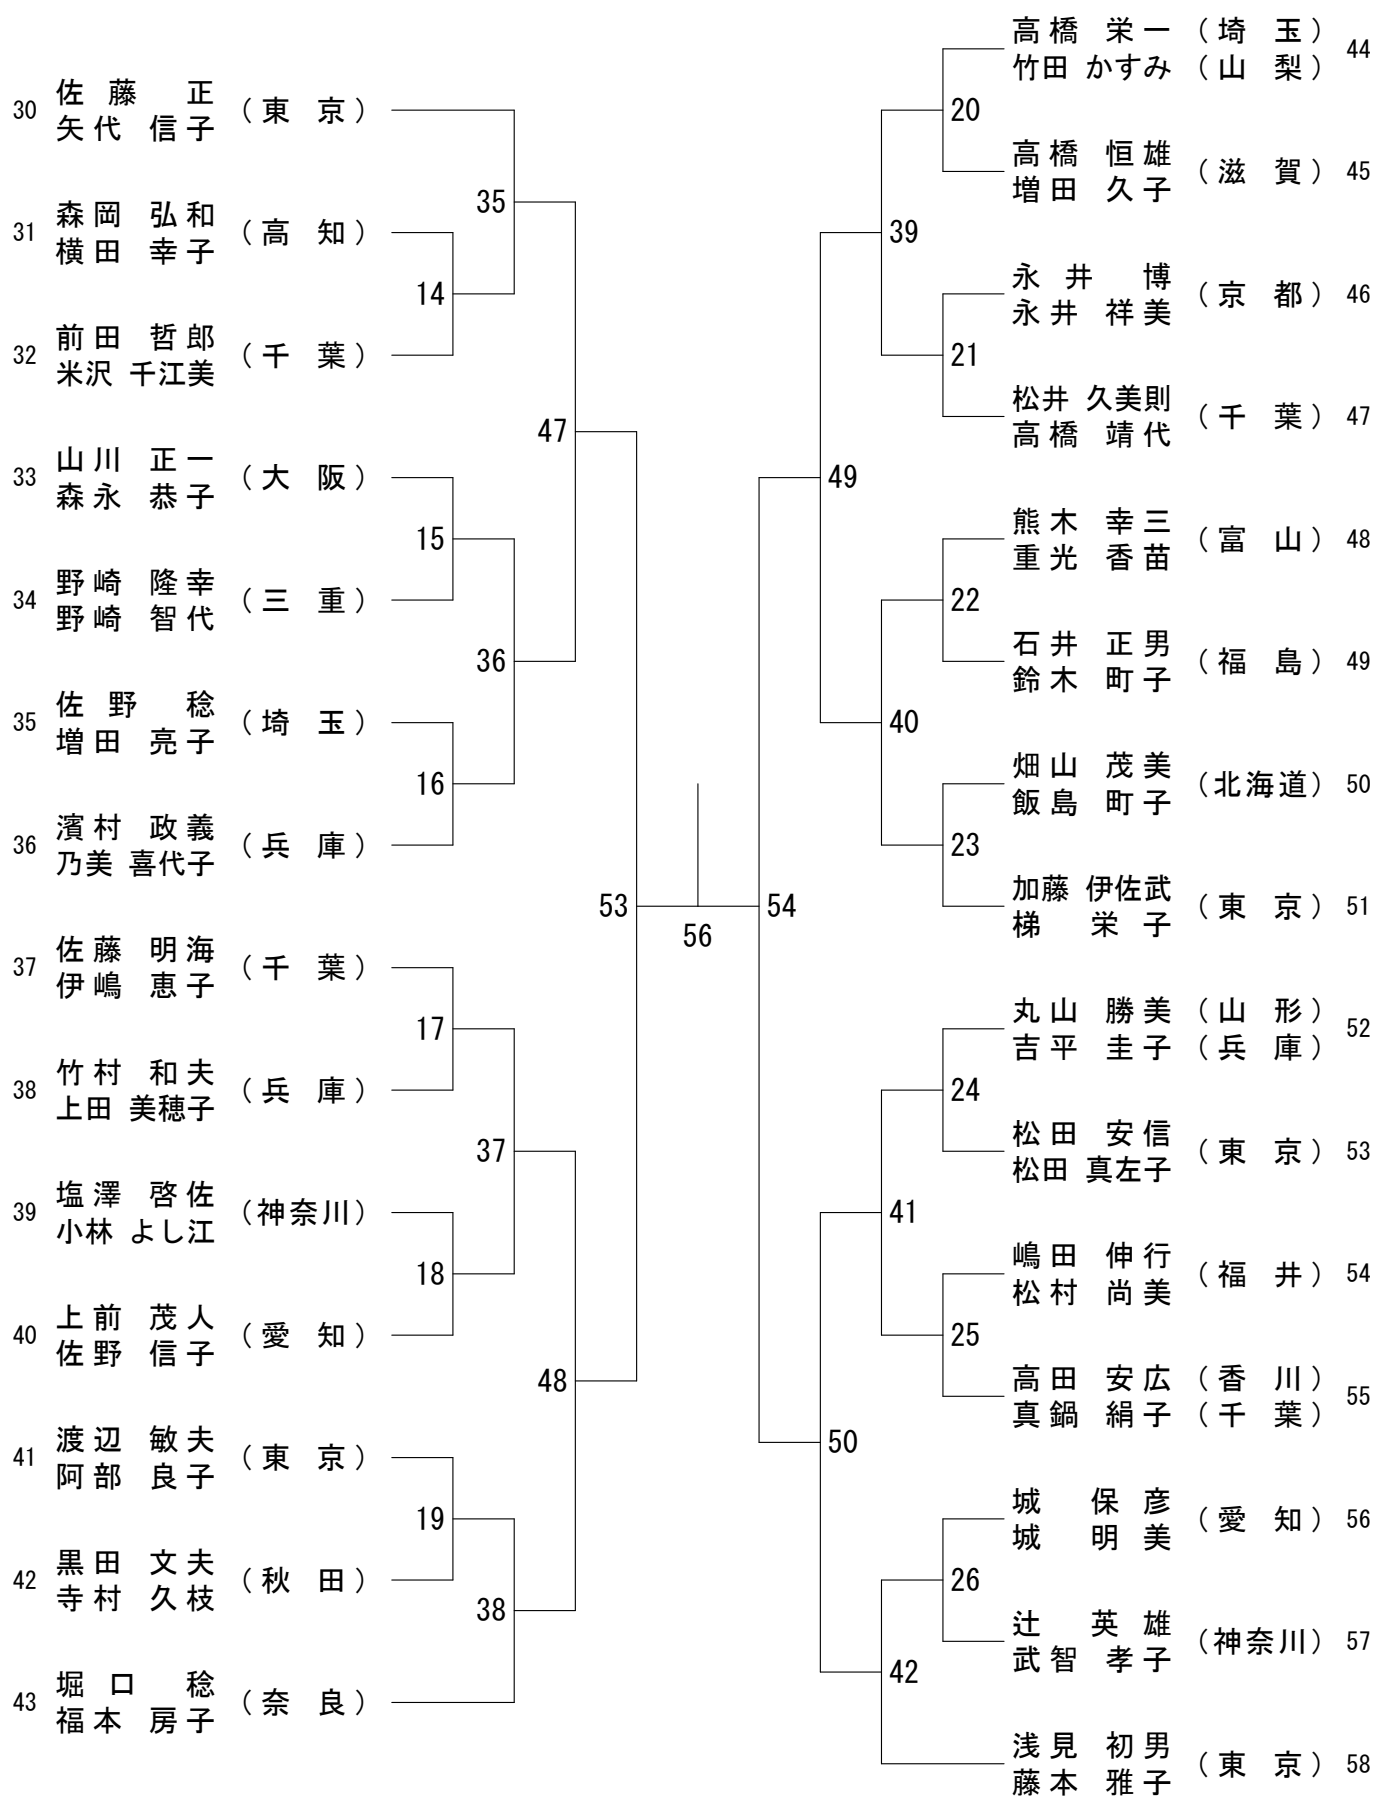 30 佐藤 正 (東 京)
矢代 信子
31 森岡 弘和 (高 知)
横田 幸子
32 前田 哲郎 (千 葉)
米沢 千江美
33 山川 正一 (大 阪)
森永 恭子
34 野崎 隆幸 (三 重)
野崎 智代
35 佐野 稔 (埼 玉)
増田 亮子
36 濱村 政義 (兵 庫)
乃美 喜代子
37 佐藤 明海 (千 葉)
伊嶋 恵子
38 竹村 和夫 (兵 庫)
上田 美穂子
39 塩澤 啓佐 (神奈川)
小林 よし江
40 上前 茂人 (愛 知)
佐野 信子
41 渡辺 敏夫 (東 京)
阿部 良子
42 黒田 文夫 (秋 田)
寺村 久枝
43 堀口 稔 (奈 良)
福本 房子
14
15
16
17
18
19
35
36
37
38
47
48
53
56
54
49
50
39
40
41
42
20
21
22
23
24
25
26
高橋 栄一 (埼 玉) 44
竹田 かすみ (山 梨)
高橋 恒雄 (滋 賀) 45
増田 久子
永井 博 (京 都) 46
永井 祥美
松井 久美則 (千 葉) 47
高橋 靖代
熊木 幸三 (富 山) 48
重光 香苗
石井 正男 (福 島) 49
鈴木 町子
畑山 茂美 (北海道) 50
飯島 町子
加藤 伊佐武 (東 京) 51
梯 栄子
丸山 勝美 (山 形) 52
吉平 圭子 (兵 庫)
松田 安信 (東 京) 53
松田 真左子
嶋田 伸行 (福 井) 54
松村 尚美
高田 安広 (香 川) 55
真鍋 絹子 (千 葉)
城 保彦 (愛 知) 56
城 明美
辻 英雄 (神奈川) 57
武智 孝子
浅見 初男 (東 京) 58
藤本 雅子